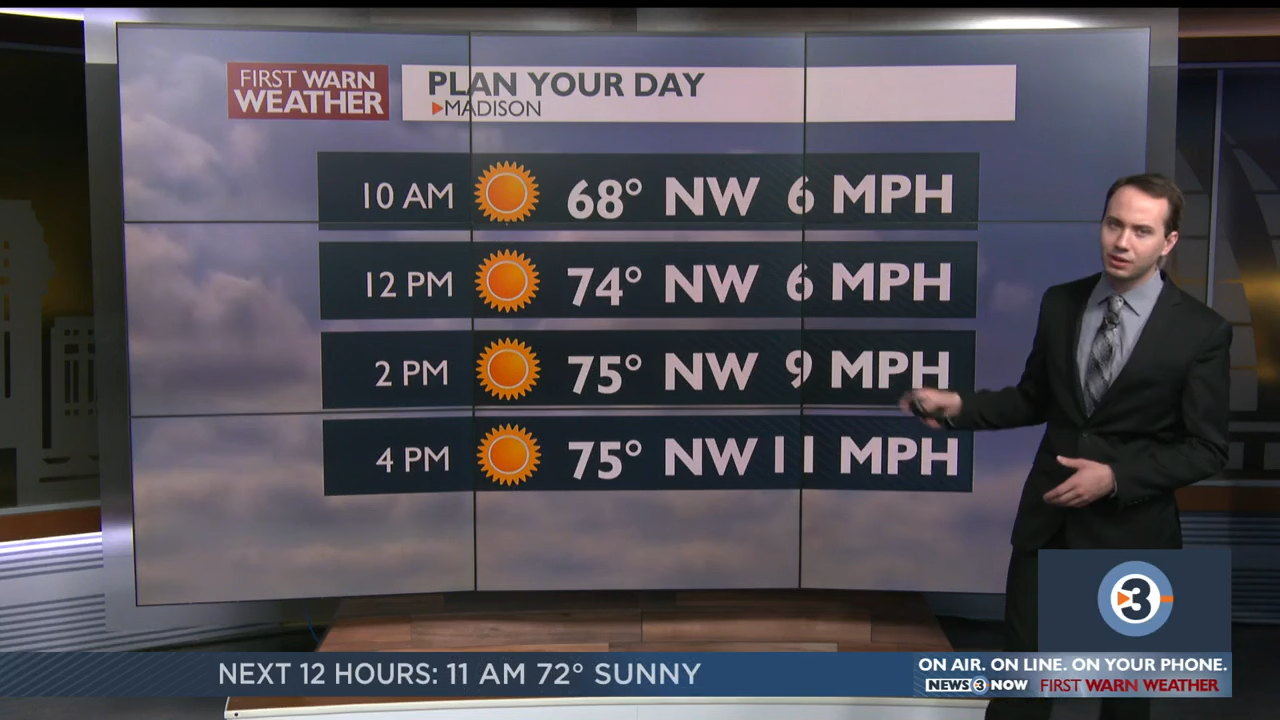 FIRST WARN
WEATHER
PLAN YOUR DAY
MADISON
10 AM 68° NW 6 MPH
12 PM 74° NW 6 MPH
2 PM 75° NW 9 MPH
4 PM 75° NW 11 MPH
3
NEXT 12 HOURS: 11 AM 72° SUNNY
ON AIR. ON LINE. ON YOUR PHONE.
NEWS 3 NOW FIRST WARN WEATHER